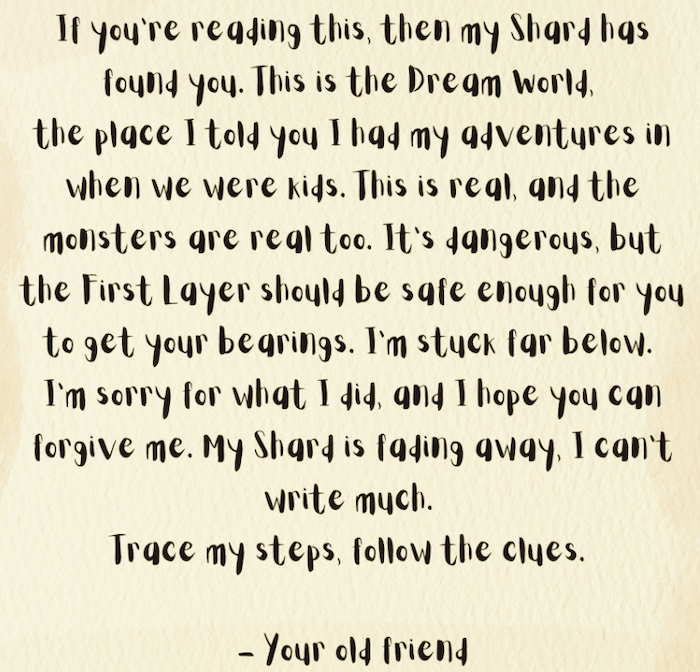 If you're reading this, then my Shard has
found you. This is the Dream World,
the place I told you I had my adventures in
when we were kids. This is real, and the
monsters are real too. It's dangerous, but
the First Layer should be safe enough for you
to get your bearings. I'm stuck far below.
I'm sorry for what I did, and I hope you can
forgive me. My Shard is fading away, I can't
write much.
Trace my steps, follow the clues.
- Your old friend